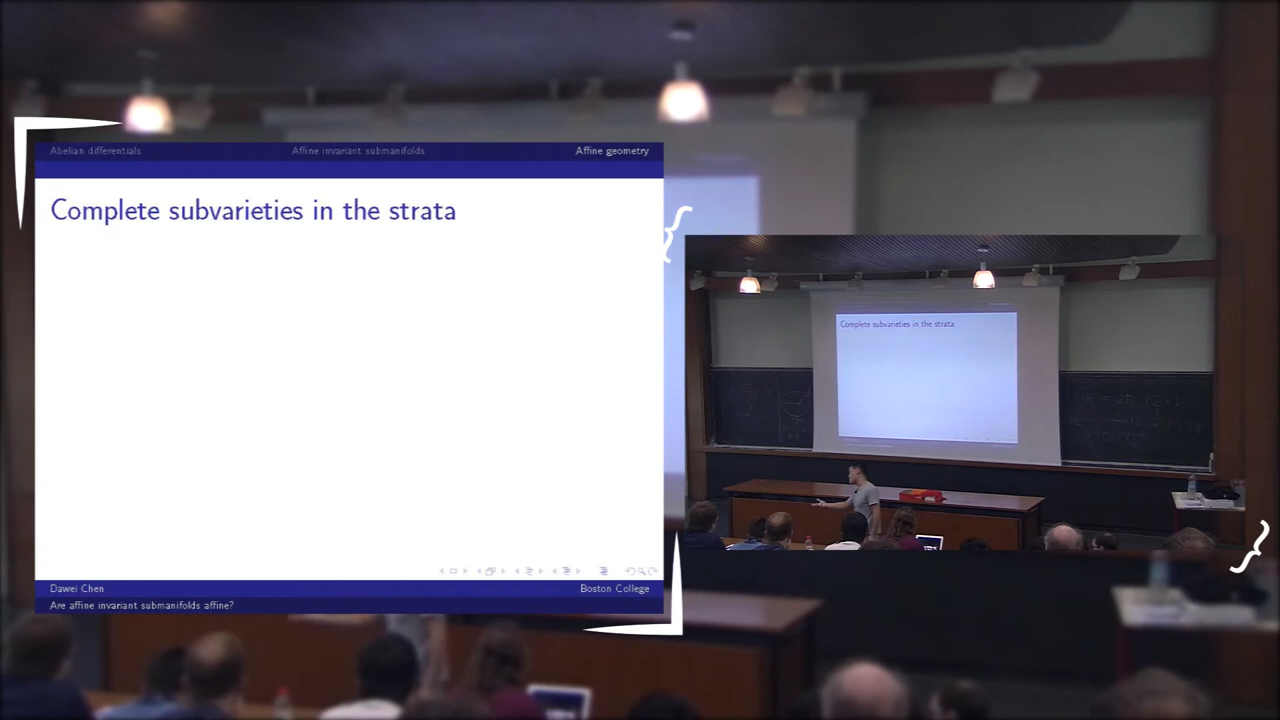 Abelian differentials
Affine invariant submanifolds
Affine geometry
Complete subvarieties in the strata
Dawei Chen
Boston College
Are affine invariant submanifolds affine?
Complete subvarieties in the strata